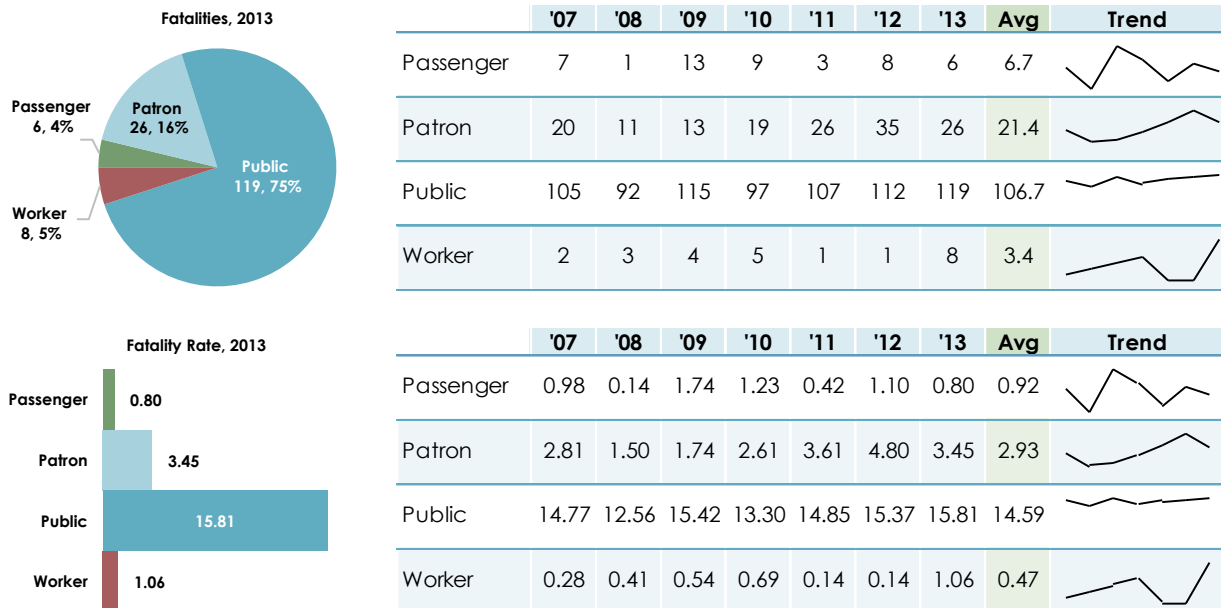 Fatalities, 2013
Passenger
6, 4%
Patron
26, 16%
Public
119, 75%
Worker
8, 5%
'07 '08 '09 '10 '11 '12 '13 Avg Trend
Passenger 7 1 13 9 3 8 6 6.7
Patron 20 11 13 19 26 35 26 21.4
Public 105 92 115 97 107 112 119 106.7
Worker 2 3 4 5 1 1 8 3.4
Fatality Rate, 2013
Passenger 0.80
Patron 3.45
Public 15.81
Worker 1.06
'07 '08 '09 '10 '11 '12 '13 Avg Trend
Passenger 0.98 0.14 1.74 1.23 0.42 1.10 0.80 0.92
Patron 2.81 1.50 1.74 2.61 3.61 4.80 3.45 2.93
Public 14.77 12.56 15.42 13.30 14.85 15.37 15.81 14.59
Worker 0.28 0.41 0.54 0.69 0.14 0.14 1.06 0.47